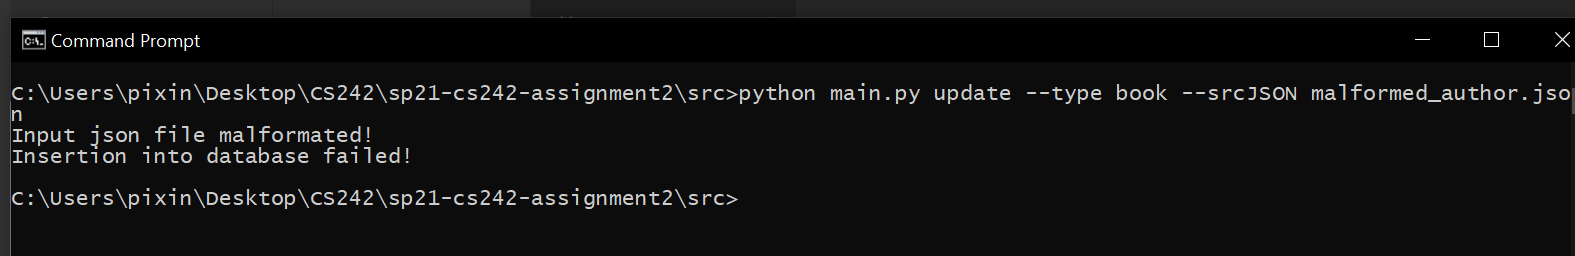 Command Prompt
C:\Users\pixin\Desktop\CS242\sp21-cs242-assignment2\src>python main.py update --type book --srcJSON malformed_author.jso
n
Input json file malformated!
Insertion into database failed!
C:\Users\pixin\Desktop\CS242\sp21-cs242-assignment2\src>